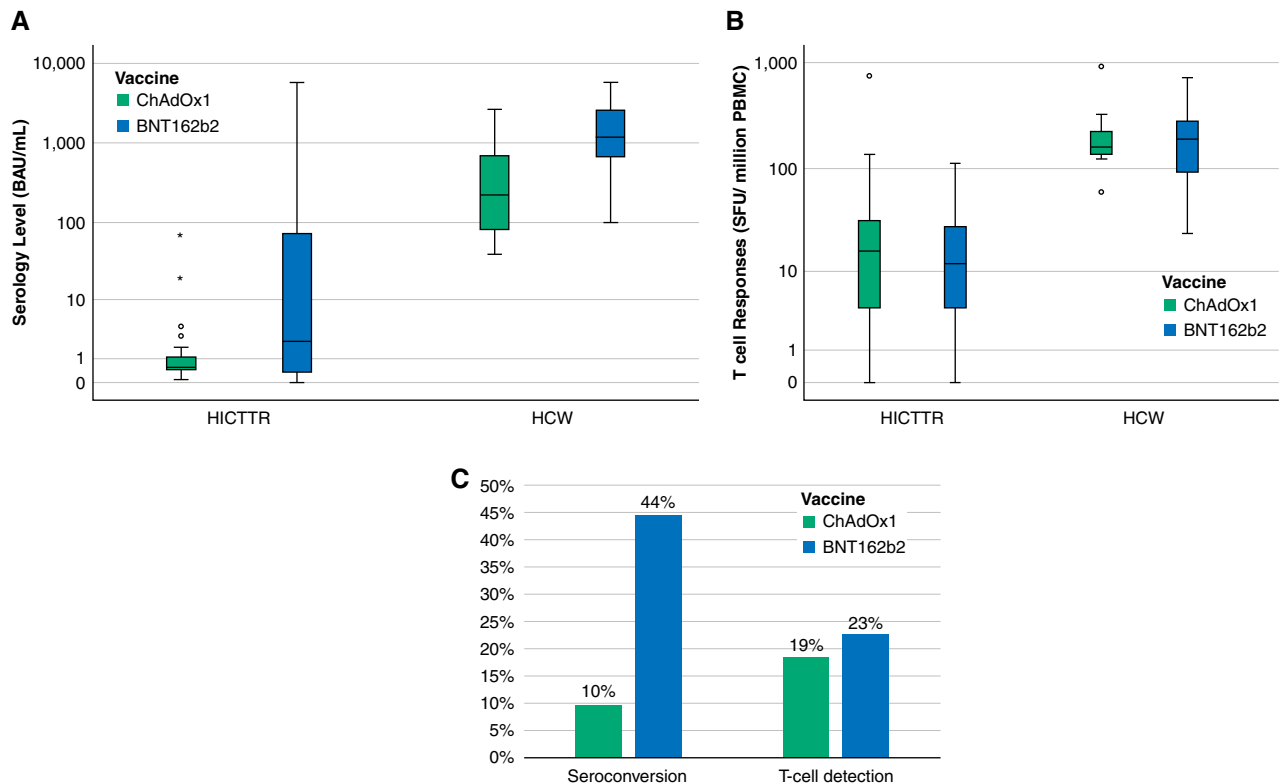 A
Serology Level (BAU/mL)
10,000
1,000
100
10
1
0
Vaccine
ChAdOx1
BNT162b2
HICTTR
HCW
B
T cell Responses (SFU/ million PBMC)
1,000
100
10
1
0
Vaccine
ChAdOx1
BNT162b2
HICTTR
HCW
C
50%
45%
40%
35%
30%
25%
20%
15%
10%
5%
0%
Vaccine
ChAdOx1
BNT162b2
10%
44%
19%
23%
Seroconversion
T-cell detection